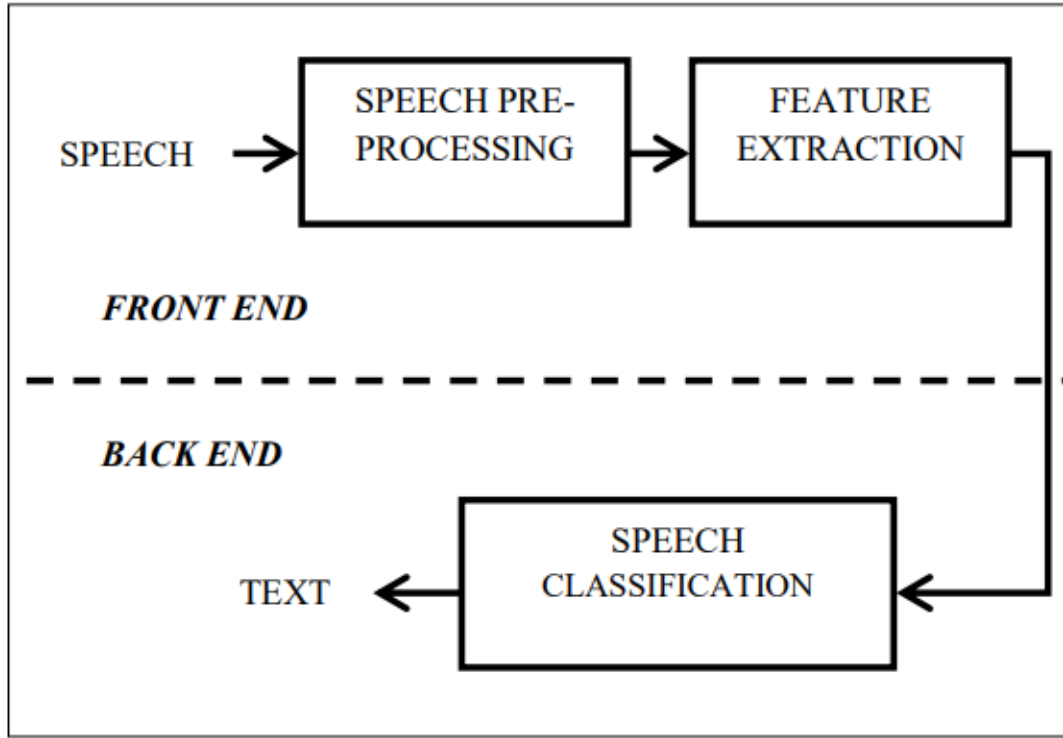 SPEECH
SPEECH PRE-
PROCESSING
FEATURE
EXTRACTION
FRONT END
BACK END
SPEECH
CLASSIFICATION
TEXT